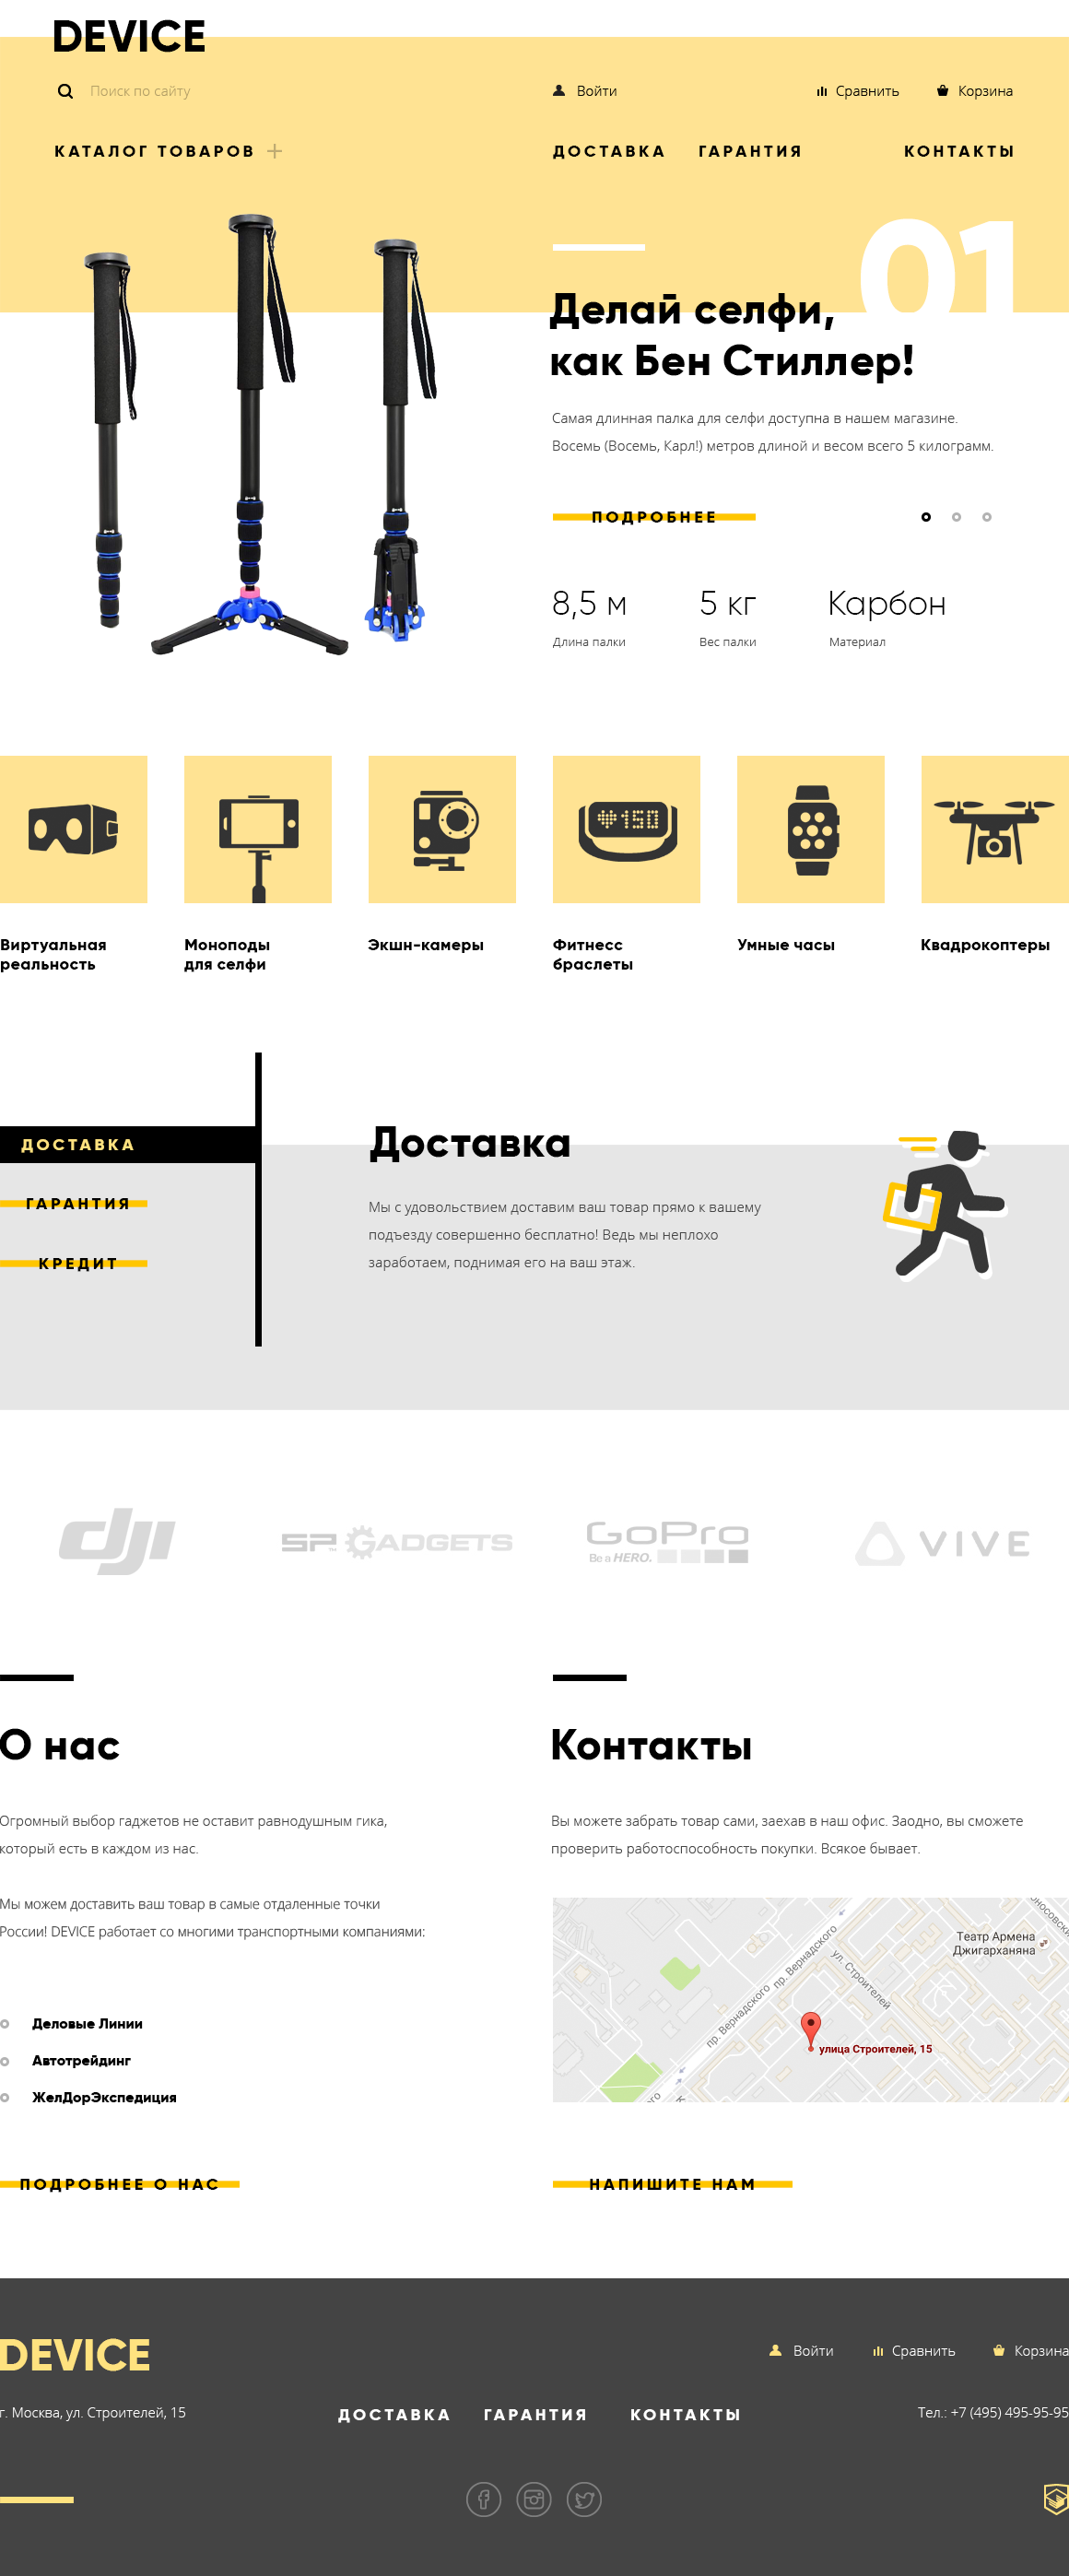 DEVICE
Поиск по сайту
Войти
Сравнить
Корзина
КАТАЛОГ ТОВАРОВ +
ДОСТАВКА
ГАРАНТИЯ
КОНТАКТЫ
01
Делай селфи,
как Бен Стиллер!
Самая длинная палка для селфи доступна в нашем магазине.
Восемь (Восемь, Карл!) метров длиной и весом всего 5 килограмм.
ПОДРОБНЕЕ
8,5 м
5 кг
Карбон
Длина палки
Вес палки
Материал
150
Виртуальная
реальность
Моноподы
для селфи
Экшн-камеры
Фитнесс
браслеты
Умные часы
Квадрокоптеры
ДОСТАВКА
ГАРАНТИЯ
КРЕДИТ
Доставка
Мы с удовольствием доставим ваш товар прямо к вашему
подъезду совершенно бесплатно! Ведь мы неплохо
заработаем, поднимая его на ваш этаж.
dji
SP GADGETS
GoPro
Be a HERO.
VIVE
О нас
Огромный выбор гаджетов не оставит равнодушным гика,
который есть в каждом из нас.
Мы можем доставить ваш товар в самые отдаленные точки
России! DEVICE работает со многими транспортными компаниями:
Деловые Линии
Автотрейдинг
ЖелДорЭкспедиция
ПОДРОБНЕЕ О НАС
Контакты
Вы можете забрать товар сами, заехав в наш офис. Заодно, вы сможете
проверить работоспособность покупки. Всякое бывает.
Театр Армена
Джигарханяна
пр. Вернадского
ул. Строителей
пр. Вернадского
улица Строителей, 15
НАПИШИТЕ НАМ
DEVICE
Войти
Сравнить
Корзина
г. Москва, ул. Строителей, 15
ДОСТАВКА
ГАРАНТИЯ
КОНТАКТЫ
Тел.: +7 (495) 495-95-95